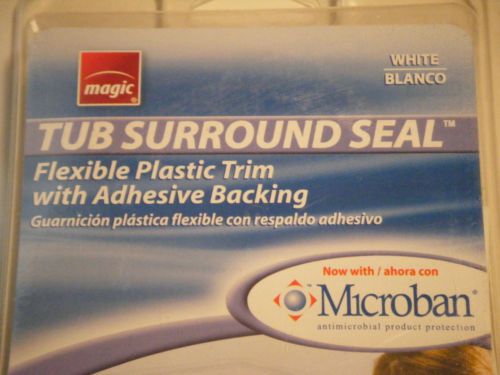 magic®
WHITE
BLANCO
TUB SURROUND SEAL™
Flexible Plastic Trim
with Adhesive Backing
Guarnición plástica flexible con respaldo adhesivo
Now with / ahora con
Microban®
antimicrobial product protection